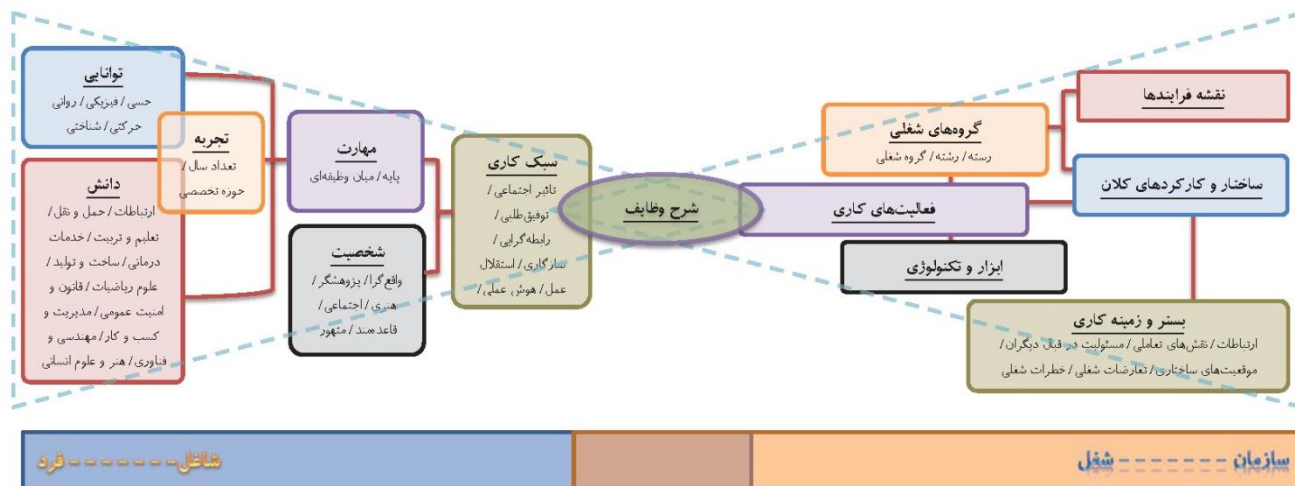 نقشه فرایندها
ساختار و کارکردهای کلان
بستر و زمینه کاری
ارتباطات / نقش‌های تعاملی / مسئولیت در قبال دیگران /
موقعیت‌های ساختاری / تعارضات شغلی / خطرات شغلی
گروه‌های شغلی
رسته / رشته / گروه شغلی
فعالیت‌های کاری
ابزار و تکنولوژی
شرح وظایف
سبک کاری
تاثیر اجتماعی /
توفیق‌طلبی /
رابطه‌گرایی /
سازگاری / استقلال
عمل / هوش عملی /
مهارت
پایه / میان وظیفه‌ای
شخصیت
واقع‌گرا / پژوهشگر /
هنری / اجتماعی /
قاعده‌مند / متهور
تجربه
تعداد سال /
حوزه تخصصی
توانایی
حسی / فیزیکی / روانی
حرکتی / شناختی
دانش
ارتباطات / حمل و نقل /
تعلیم و تربیت / خدمات
درمانی / ساخت و تولید /
علوم ریاضیات / قانون و
امنیت عمومی / مدیریت و
کسب و کار / مهندسی و
فناوری / هنر و علوم انسانی
سازمان - - - - - - - شغل
شاغل - - - - - - - فرد